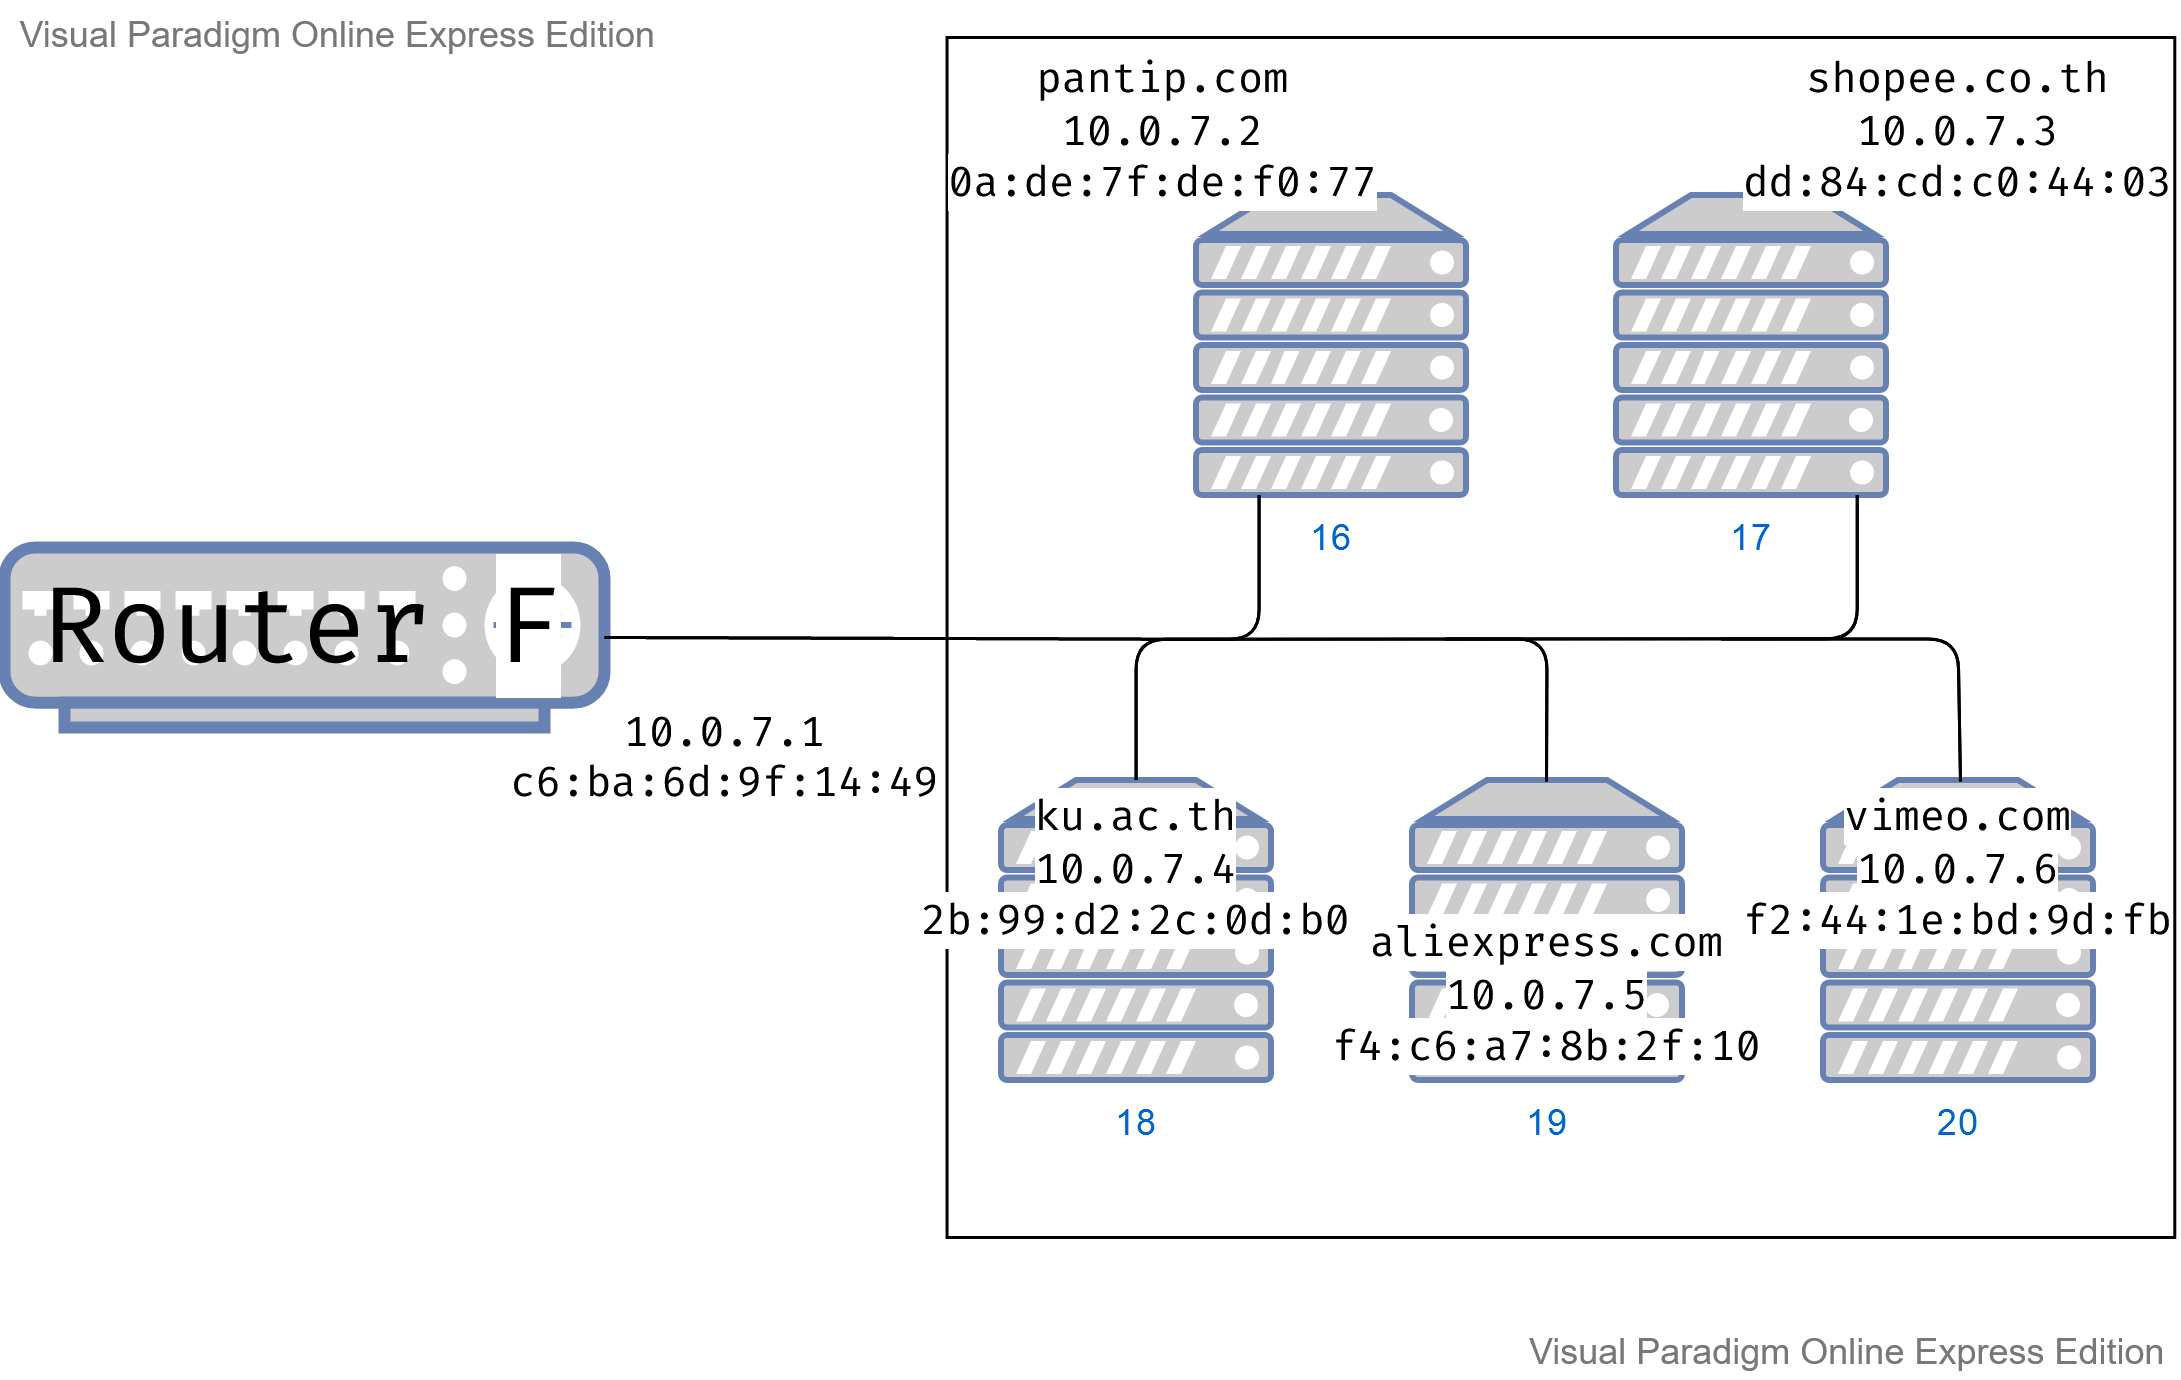 Visual Paradigm Online Express Edition
pantip.com
10.0.7.2
0a:de:7f:de:f0:77
shopee.co.th
10.0.7.3
dd:84:cd:c0:44:03
16
17
Router F
10.0.7.1
c6:ba:6d:9f:14:49
ku.ac.th
10.0.7.4
2b:99:d2:2c:0d:b0
aliexpress.com
10.0.7.5
f4:c6:a7:8b:2f:10
vimeo.com
10.0.7.6
f2:44:1e:bd:9d:fb
18
19
20
Visual Paradigm Online Express Edition